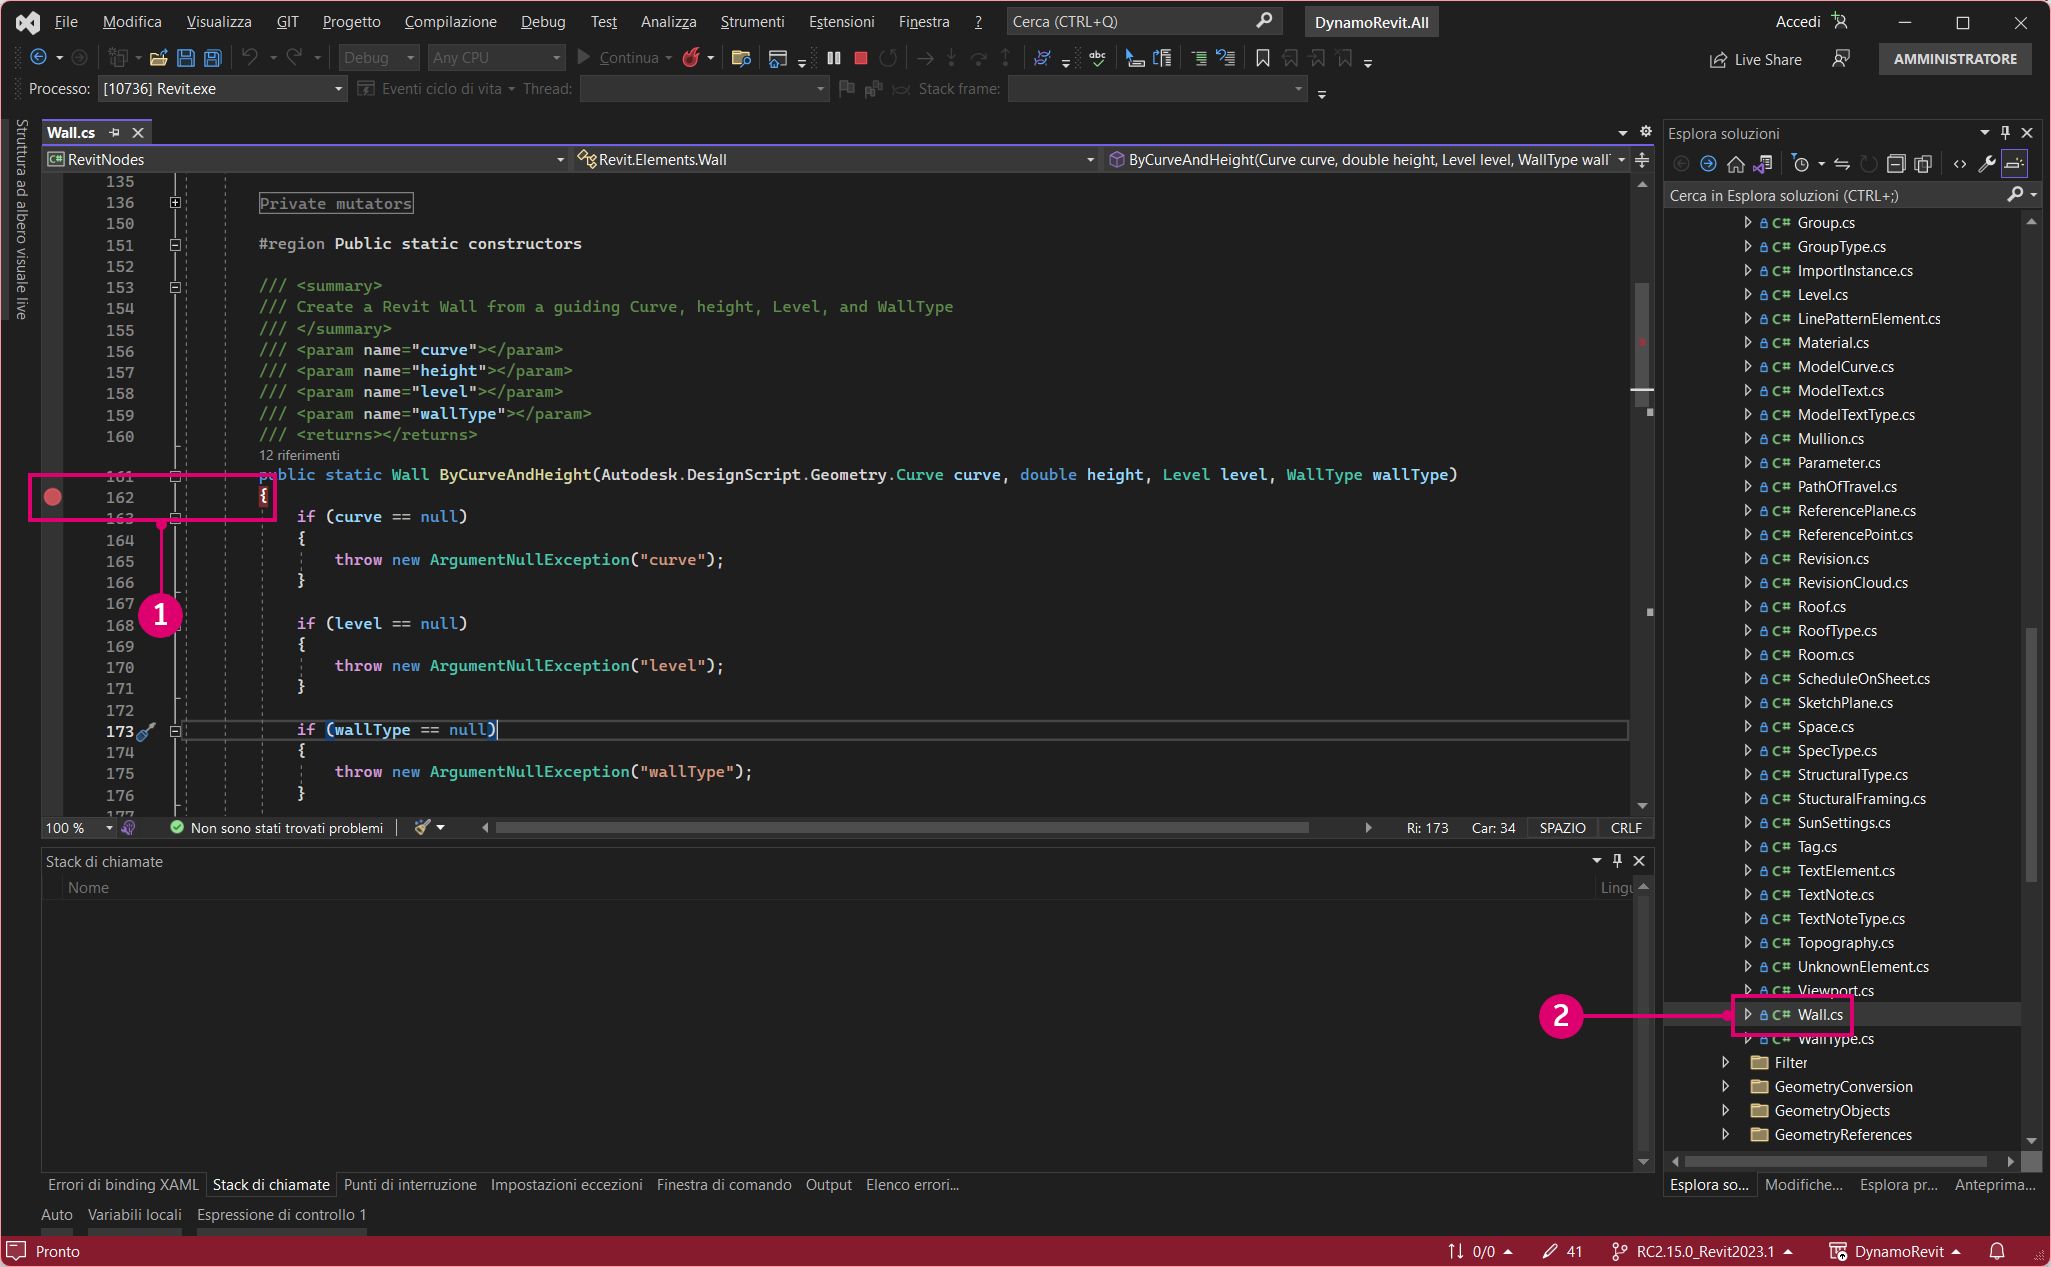 File Modifica Visualizza GIT Progetto Compilazione Debug Test Analizza Strumenti Estensioni Finestra ? Cerca (CTRL+Q) DynamoRevit.All Accedi
Debug Any CPU Continua Live Share AMMINISTRATORE
Processo: [10736] Revit.exe Eventi ciclo di vita Thread: Stack frame:
Struttura ad albero visuale live
Wall.cs
RevitNodes Revit.Elements.Wall ByCurveAndHeight(Curve curve, double height, Level level, WallType wall
135
136 Private mutators
150
151 #region Public static constructors
152
153 /// <summary>
154 /// Create a Revit Wall from a guiding Curve, height, Level, and WallType
155 /// </summary>
156 /// <param name="curve"></param>
157 /// <param name="height"></param>
158 /// <param name="level"></param>
159 /// <param name="wallType"></param>
160 /// <returns></returns>
12 riferimenti
161 public static Wall ByCurveAndHeight(Autodesk.DesignScript.Geometry.Curve curve, double height, Level level, WallType wallType)
162 {
163 if (curve == null)
164 {
165 throw new ArgumentNullException("curve");
166 }
167
1
168 if (level == null)
169 {
170 throw new ArgumentNullException("level");
171 }
172
173 if (wallType == null)
174 {
175 throw new ArgumentNullException("wallType");
176 }
177
100 % Non sono stati trovati problemi Ri: 173 Car: 34 SPAZIO CRLF
Stack di chiamate
Nome Lingu
Errori di binding XAML Stack di chiamate Punti di interruzione Impostazioni eccezioni Finestra di comando Output Elenco errori...
Auto Variabili locali Espressione di controllo 1
Esplora soluzioni
Cerca in Esplora soluzioni (CTRL+;)
C# Group.cs
C# GroupType.cs
C# ImportInstance.cs
C# Level.cs
C# LinePatternElement.cs
C# Material.cs
C# ModelCurve.cs
C# ModelText.cs
C# ModelTextType.cs
C# Mullion.cs
C# Parameter.cs
C# PathOfTravel.cs
C# ReferencePlane.cs
C# ReferencePoint.cs
C# Revision.cs
C# RevisionCloud.cs
C# Roof.cs
C# RoofType.cs
C# Room.cs
C# ScheduleOnSheet.cs
C# SketchPlane.cs
C# Space.cs
C# SpecType.cs
C# StructuralType.cs
C# StucturalFraming.cs
C# SunSettings.cs
C# Tag.cs
C# TextElement.cs
C# TextNote.cs
C# TextNoteType.cs
C# Topography.cs
C# UnknownElement.cs
C# Viewport.cs
2 C# Wall.cs
C# WallType.cs
Filter
GeometryConversion
GeometryObjects
GeometryReferences
Esplora so... Modifiche... Esplora pr... Anteprima...
Pronto 0/0 41 RC2.15.0_Revit2023.1 DynamoRevit